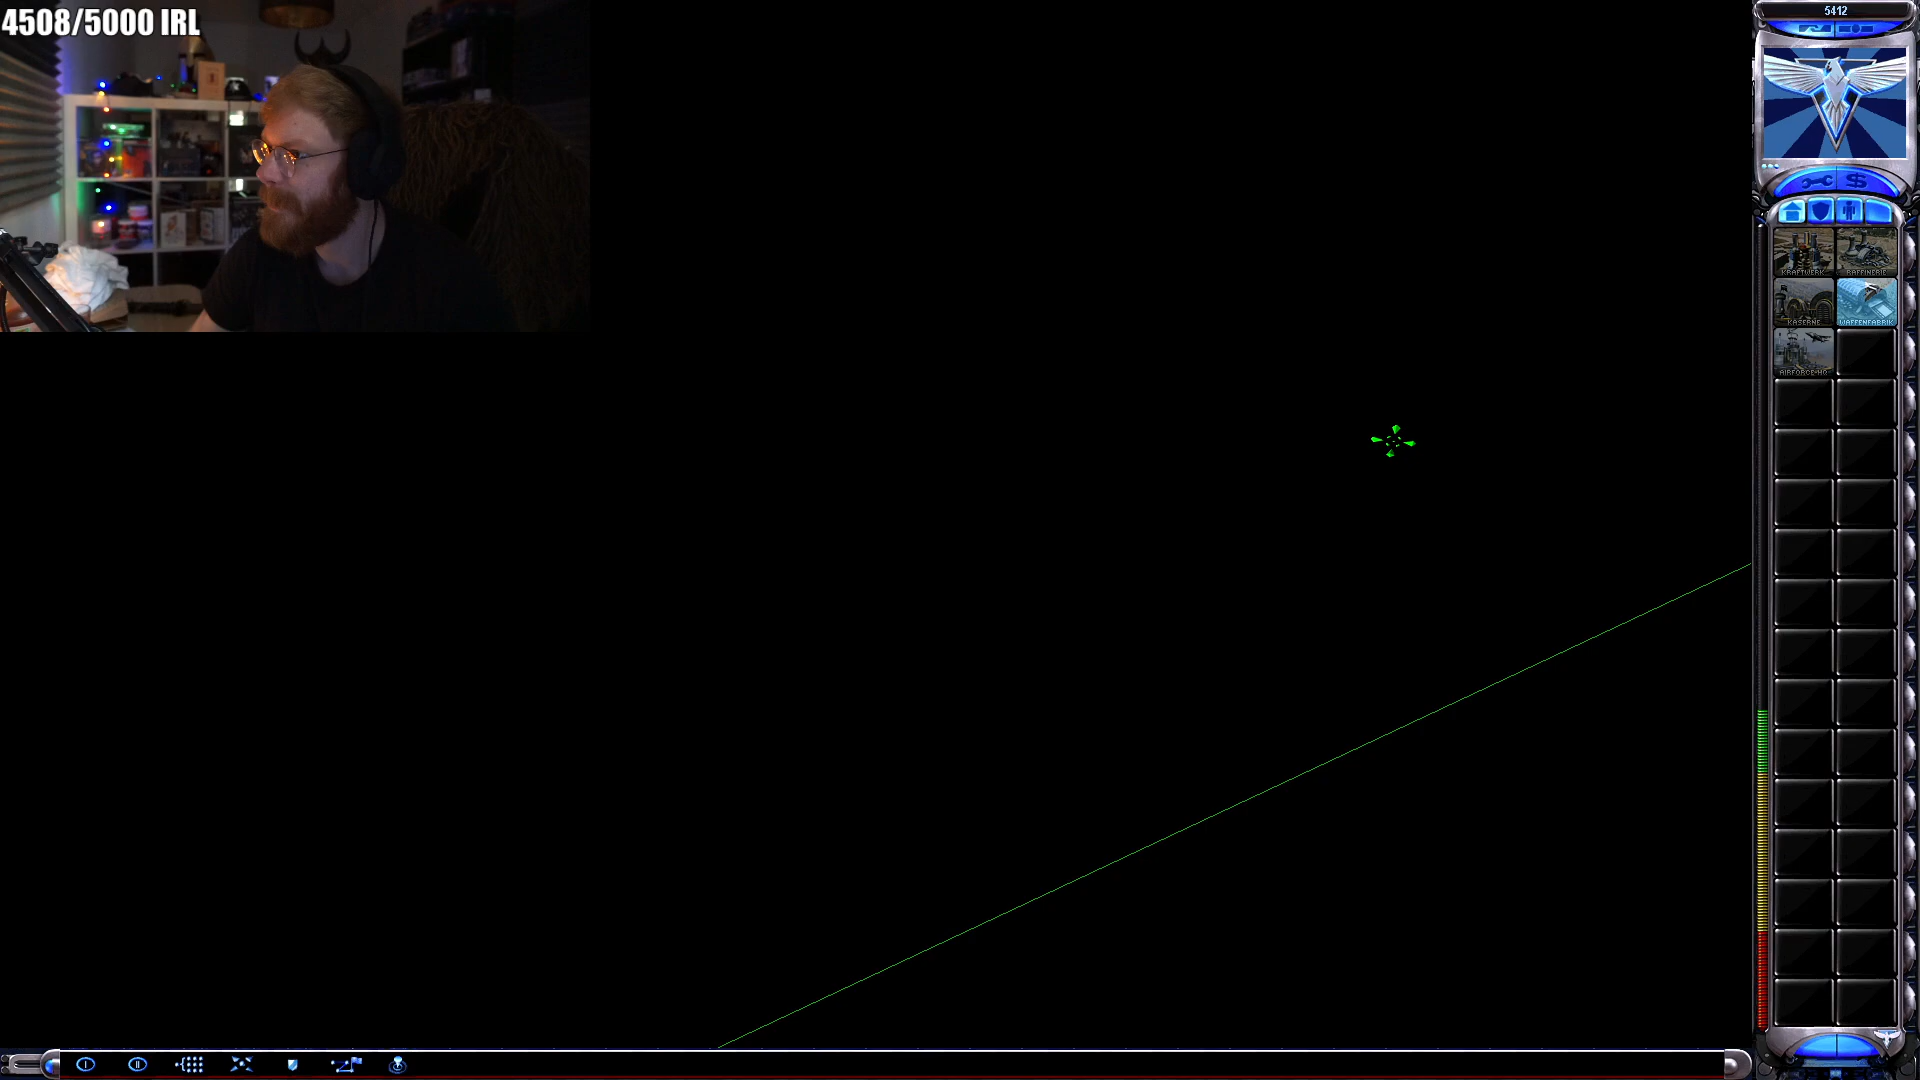 4508/5000 IRL
5412
$
KRAFTWERK
RAFFINERIE
KASERNE
WAFFENFABRIK
AIRFORCE-HQ